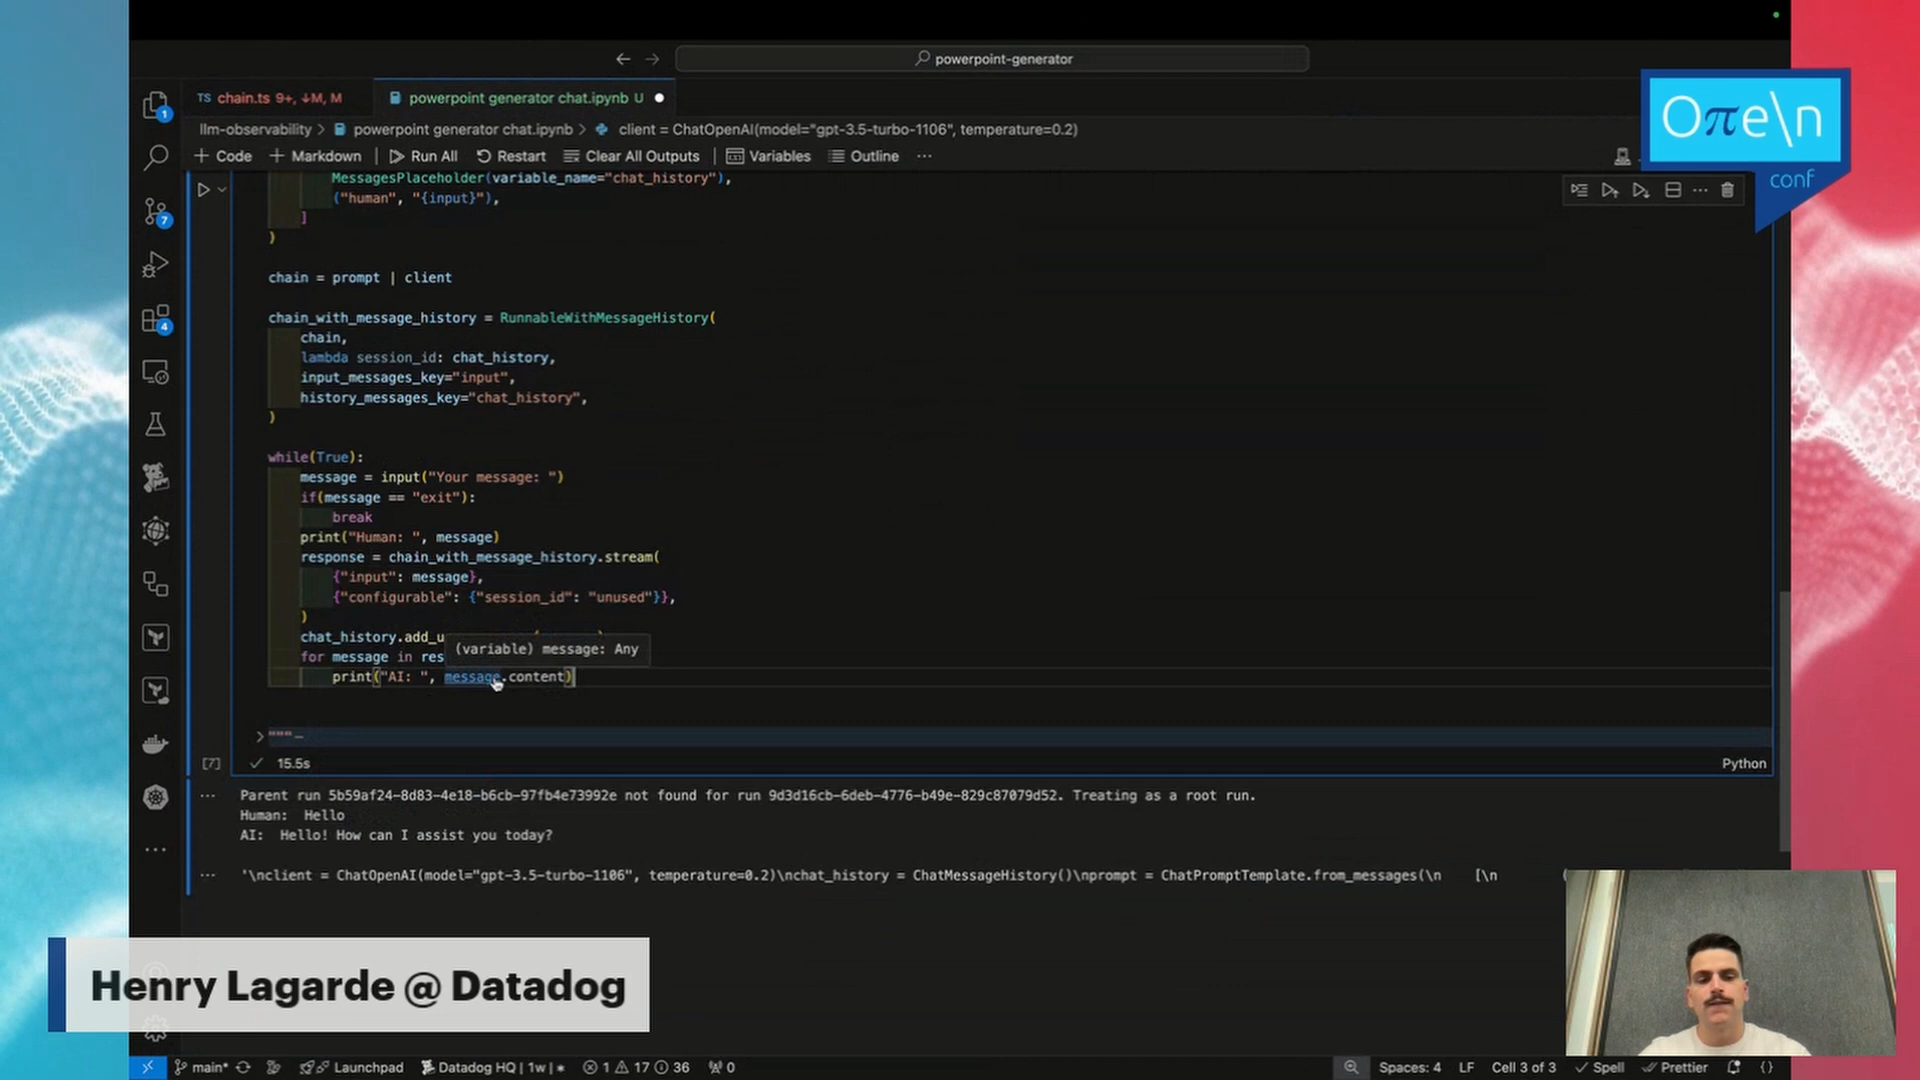 powerpoint-generator
TS chain.ts 9+, ↓M, M
powerpoint generator chat.ipynb U
llm-observability > powerpoint generator chat.ipynb > client = ChatOpenAI(model="gpt-3.5-turbo-1106", temperature=0.2)
+ Code + Markdown | Run All Restart Clear All Outputs | Variables Outline ...
Oπe\n
conf
MessagesPlaceholder(variable_name="chat_history"),
("human", "{input}"),
]
)
chain = prompt | client
chain_with_message_history = RunnableWithMessageHistory(
chain,
lambda session_id: chat_history,
input_messages_key="input",
history_messages_key="chat_history",
)
while(True):
message = input("Your message: ")
if(message == "exit"):
break
print("Human: ", message)
response = chain_with_message_history.stream(
{"input": message},
{"configurable": {"session_id": "unused"}},
)
chat_history.add_u
(variable) message: Any
for message in res
print("AI: ", message.content)
"""—
[7] 15.5s Python
Parent run 5b59af24-8d83-4e18-b6cb-97fb4e73992e not found for run 9d3d16cb-6deb-4776-b49e-829c87079d52. Treating as a root run.
Human: Hello
AI: Hello! How can I assist you today?
'\nclient = ChatOpenAI(model="gpt-3.5-turbo-1106", temperature=0.2)\nchat_history = ChatMessageHistory()\nprompt = ChatPromptTemplate.from_messages(\n [\n (
1
7
4
Henry Lagarde @ Datadog
main* Launchpad Datadog HQ | 1w | 1 17 36 0 Spaces: 4 LF Cell 3 of 3 Spell Prettier {}